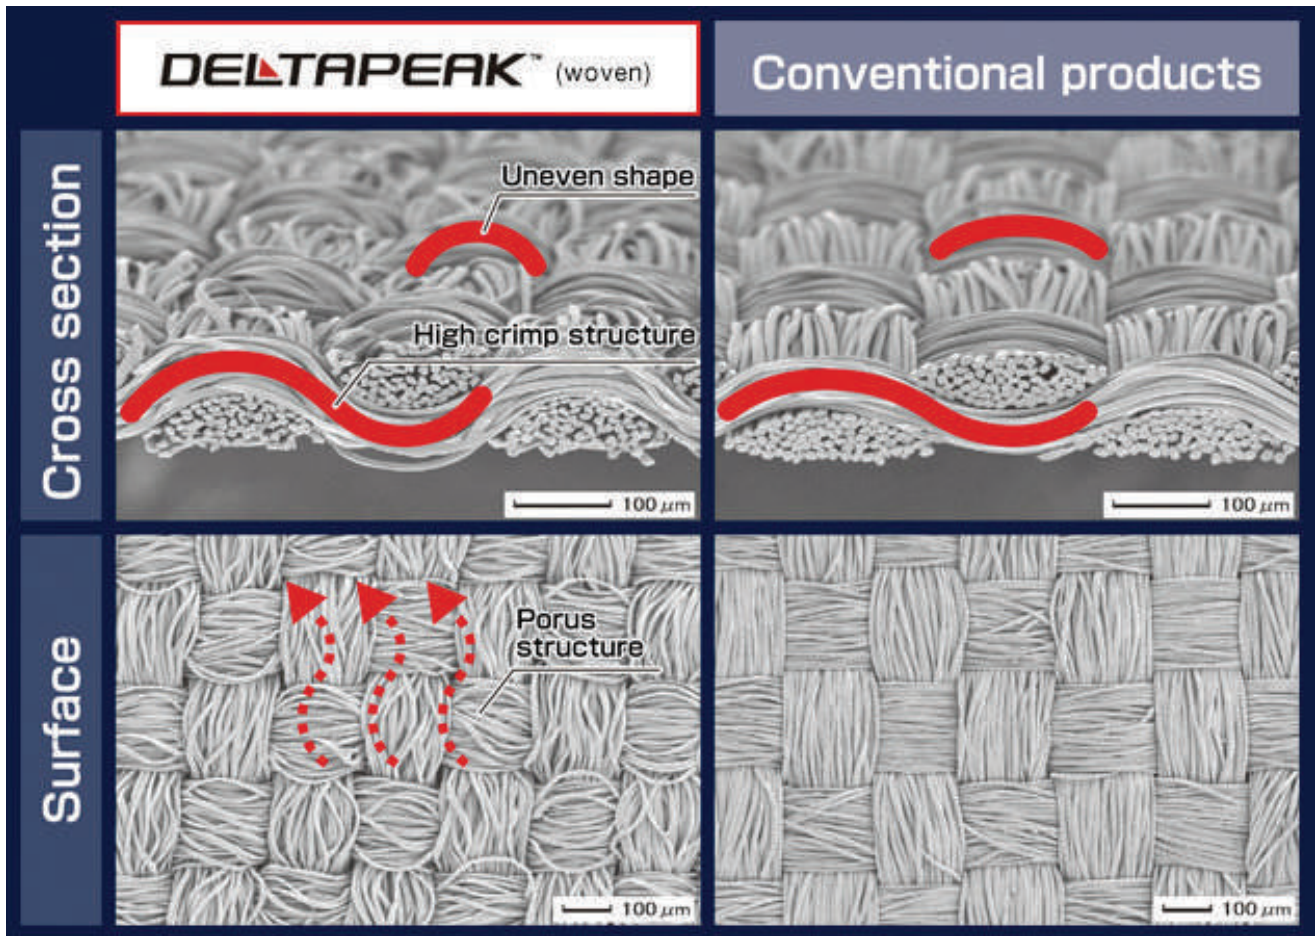 DELTAPEAK™ (woven)
Conventional products
Cross section
Uneven shape
High crimp structure
100 μm
100 μm
Surface
Porus
structure
100 μm
100 μm